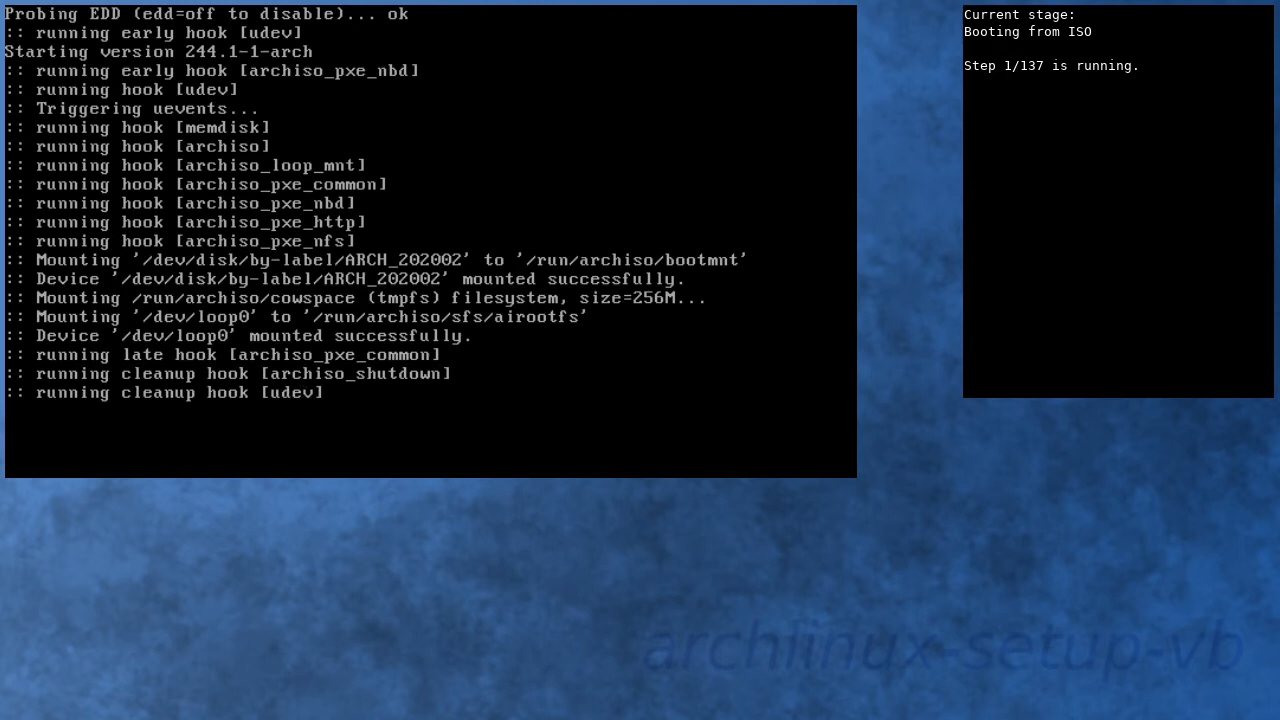 Probing EDD (edd=off to disable)... ok
:: running early hook [udev]
Starting version 244.1-1-arch
:: running early hook [archiso_pxe_nbd]
:: running hook [udev]
:: Triggering uevents...
:: running hook [memdisk]
:: running hook [archiso]
:: running hook [archiso_loop_mnt]
:: running hook [archiso_pxe_common]
:: running hook [archiso_pxe_nbd]
:: running hook [archiso_pxe_http]
:: running hook [archiso_pxe_nfs]
:: Mounting '/dev/disk/by-label/ARCH_202002' to '/run/archiso/bootmnt'
:: Device '/dev/disk/by-label/ARCH_202002' mounted successfully.
:: Mounting /run/archiso/cowspace (tmpfs) filesystem, size=256M...
:: Mounting '/dev/loop0' to '/run/archiso/sfs/airootfs'
:: Device '/dev/loop0' mounted successfully.
:: running late hook [archiso_pxe_common]
:: running cleanup hook [archiso_shutdown]
:: running cleanup hook [udev]
Current stage:
Booting from ISO
Step 1/137 is running.
archlinux-setup-vb